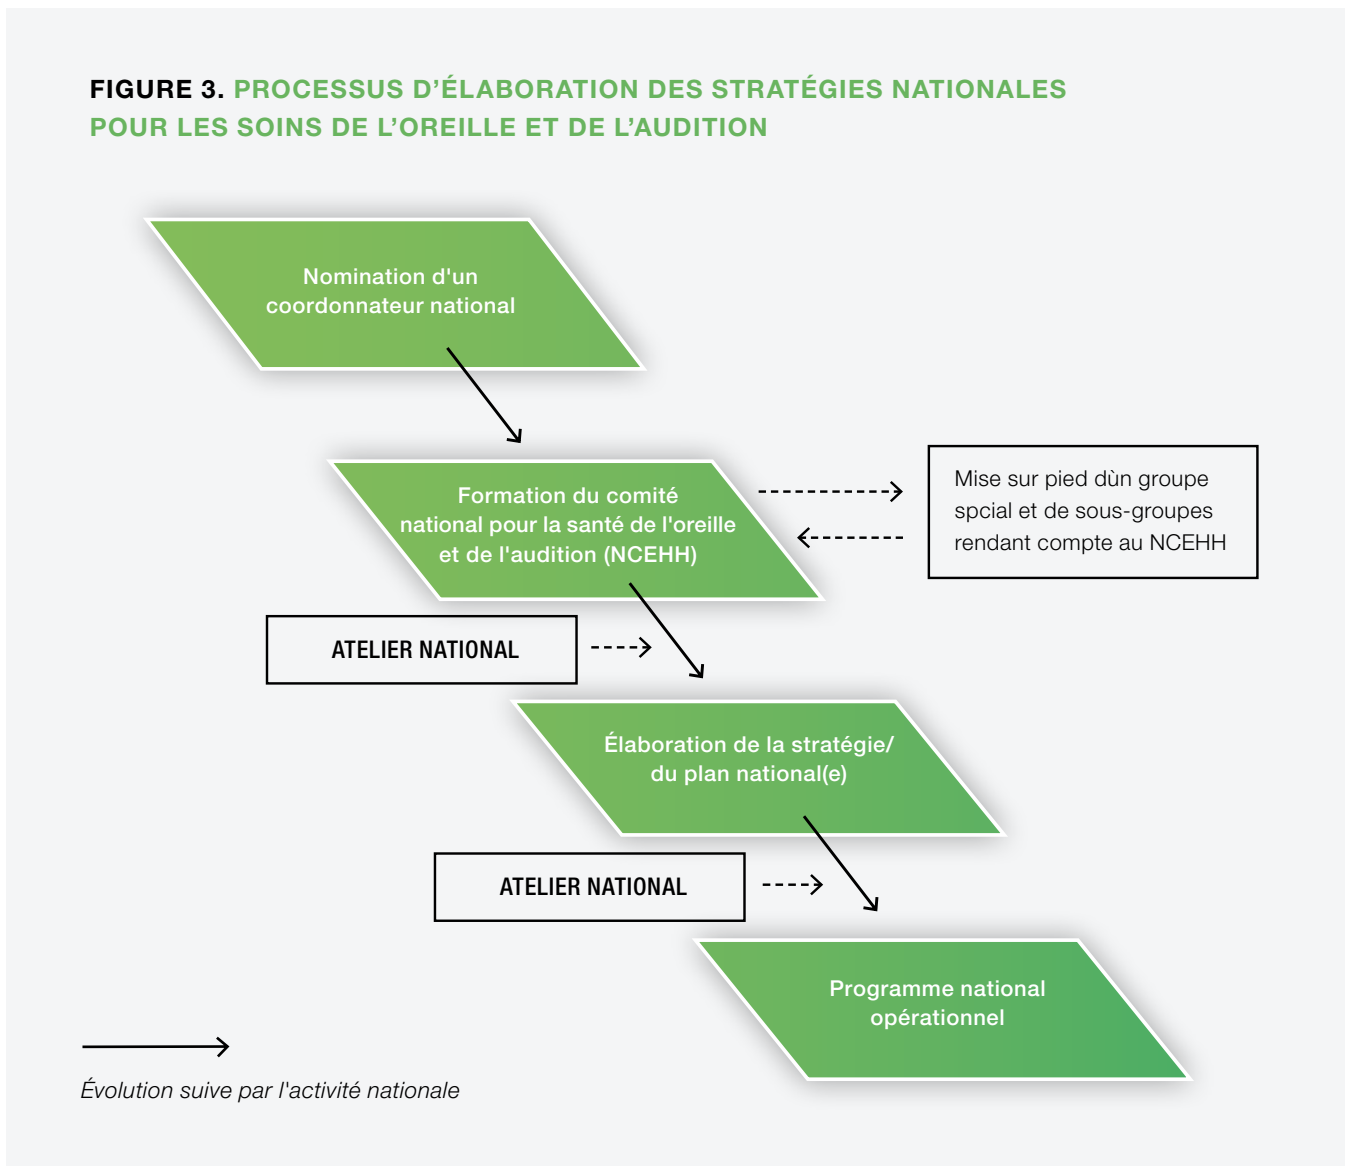 FIGURE 3. PROCESSUS D’ÉLABORATION DES STRATÉGIES NATIONALES
POUR LES SOINS DE L’OREILLE ET DE L’AUDITION
Nomination d'un
coordonnateur national
Formation du comité
national pour la santé de l'oreille
et de l'audition (NCEHH)
Mise sur pied dùn groupe
spcial et de sous-groupes
rendant compte au NCEHH
ATELIER NATIONAL
Élaboration de la stratégie/
du plan national(e)
ATELIER NATIONAL
Programme national
opérationnel
Évolution suive par l'activité nationale